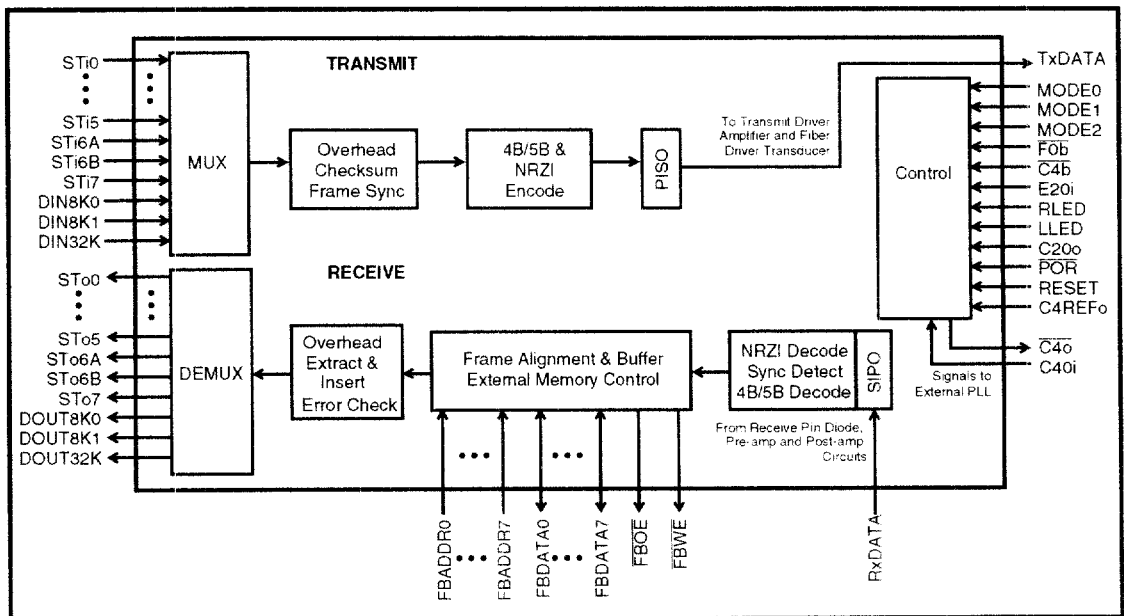 STi0
STi5
STi6A
STi6B
STi7
DIN8K0
DIN8K1
DIN32K
MUX
TRANSMIT
Overhead
Checksum
Frame Sync
4B/5B &
NRZI
Encode
PISO
To Transmit Driver
Amplifier and Fiber
Driver Transducer
TxDATA
Control
MODE0
MODE1
MODE2
F0b
C4b
E20i
RLED
LLED
C20o
POR
RESET
C4REFo
C4o
C40i
Signals to
External PLL
RECEIVE
STo0
STo5
STo6A
STo6B
STo7
DOUT8K0
DOUT8K1
DOUT32K
DEMUX
Overhead
Extract &
Insert
Error Check
Frame Alignment & Buffer
External Memory Control
NRZI Decode
Sync Detect
4B/5B Decode
SIPO
From Receive Pin Diode,
Pre-amp and Post-amp
Circuits
FBADDR0
FBADDR7
FBDATA0
FBDATA7
FBOE
FBWE
RxDATA